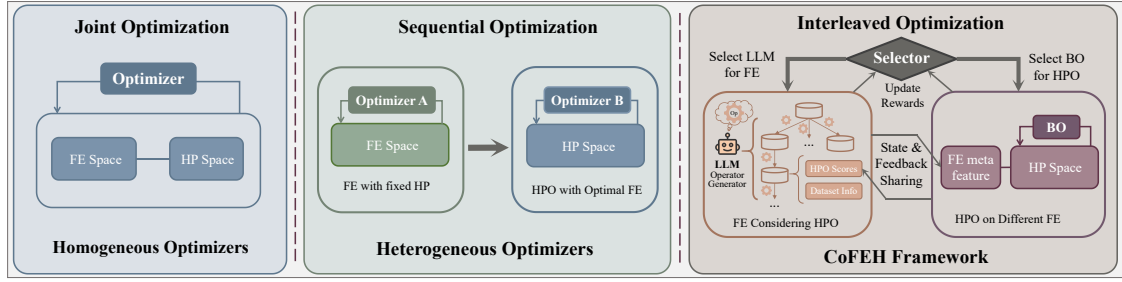 Joint Optimization
Optimizer
FE Space
HP Space
Homogeneous Optimizers
Sequential Optimization
Optimizer A
FE Space
FE with fixed HP
Optimizer B
HP Space
HPO with Optimal FE
Heterogeneous Optimizers
Interleaved Optimization
Select LLM
for FE
Selector
Select BO
for HPO
Update
Rewards
Op
LLM
Operator
Generator
...
HPO Scores
Dataset Info
...
FE Considering HPO
State &
Feedback
Sharing
BO
FE meta
feature
HP Space
HPO on Different FE
CoFEH Framework